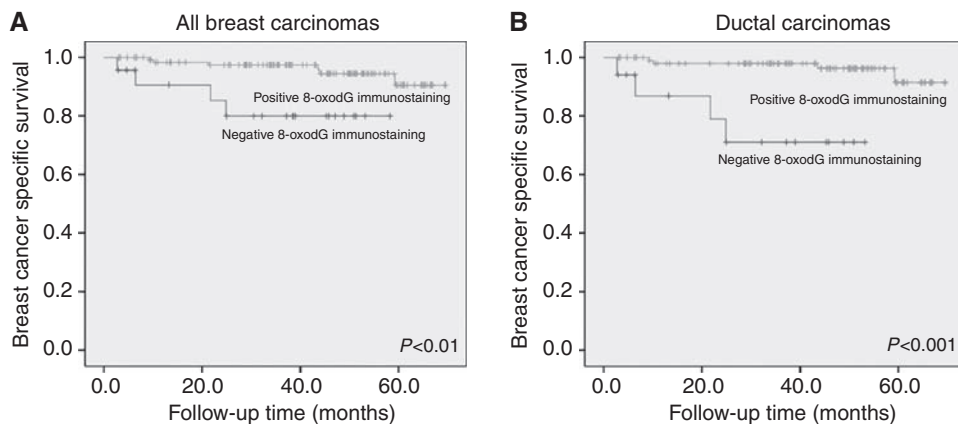 A
All breast carcinomas
Breast cancer specific survival
1.0
0.8
0.6
0.4
0.2
0.0
Positive 8-oxodG immunostaining
Negative 8-oxodG immunostaining
P<0.01
0.0 20.0 40.0 60.0
Follow-up time (months)
B
Ductal carcinomas
Breast cancer specific survival
1.0
0.8
0.6
0.4
0.2
0.0
Positive 8-oxodG immunostaining
Negative 8-oxodG immunostaining
P<0.001
0.0 20.0 40.0 60.0
Follow-up time (months)